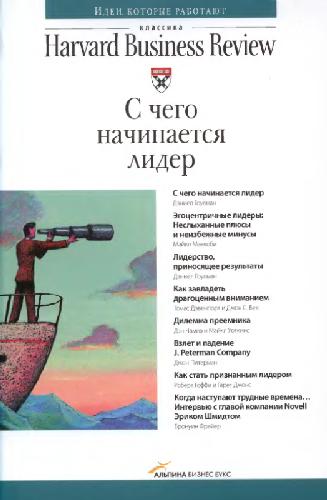 ИДЕИ, КОТОРЫЕ РАБОТАЮТ
классика
Harvard Business Review
С чего
начинается
лидер
С чего начинается лидер
Дэниел Гоулман
Эгоцентричные лидеры:
Неслыханные плюсы
и неизбежные минусы
Майкл Маккоби
Лидерство,
приносящее результаты
Дэниел Гоулман
Как завладеть
драгоценным вниманием
Томас Дэвенпорт и Джон Бек
Дилемма преемника
Дэн Чампа и Майкл Уоткинс
Взлет и падение
J. Peterman Company
Джон Питерман
Как стать признанным лидером
Роберт Гоффи и Гарет Джонс
Когда наступают трудные времена...
Интервью с главой компании Novell
Эриком Шмидтом
Бронуин Фрайер
АЛЬПИНА БИЗНЕС БУКС